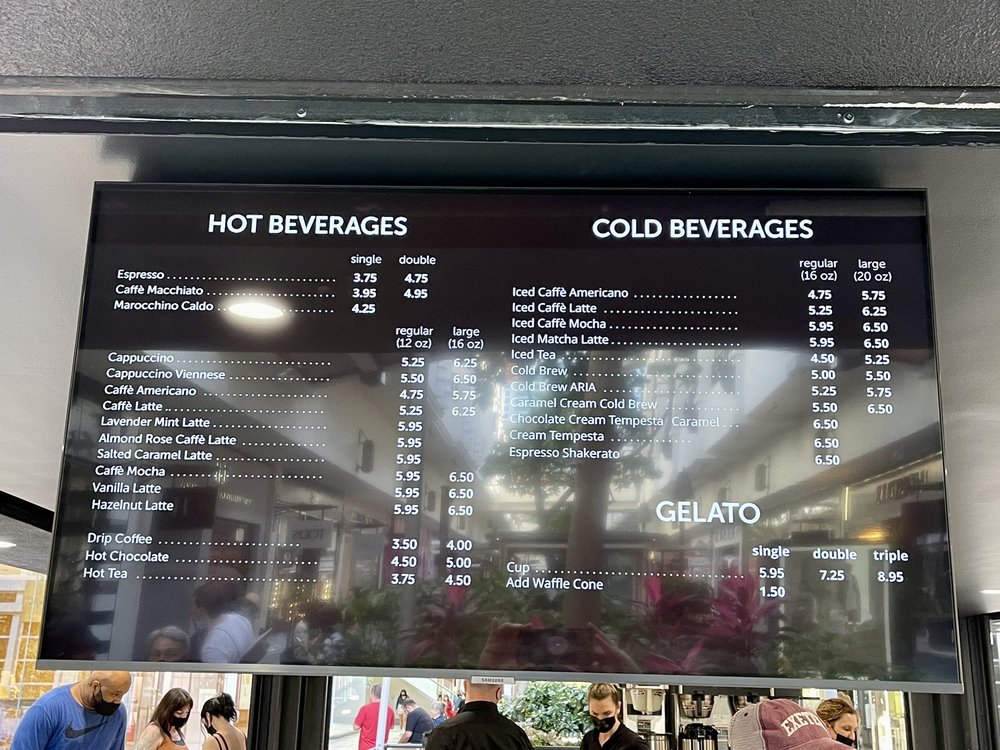 HOT BEVERAGES
single double
Espresso 3.75 4.75
Caffè Macchiato 3.95 4.95
Marocchino Caldo 4.25
regular large
(12 oz) (16 oz)
Cappuccino 5.25 6.25
Cappuccino Viennese 5.50 6.50
Caffè Americano 4.75 5.75
Caffè Latte 5.25 6.25
Lavender Mint Latte 5.95
Almond Rose Caffè Latte 5.95
Salted Caramel Latte 5.95
Caffè Mocha 5.95 6.50
Vanilla Latte 5.95 6.50
Hazelnut Latte 5.95 6.50
Drip Coffee 3.50 4.00
Hot Chocolate 4.50 5.00
Hot Tea 3.75 4.50
COLD BEVERAGES
regular large
(16 oz) (20 oz)
Iced Caffè Americano 4.75 5.75
Iced Caffè Latte 5.25 6.25
Iced Caffè Mocha 5.95 6.50
Iced Matcha Latte 5.95 6.50
Iced Tea 4.50 5.25
Cold Brew 5.00 5.50
Cold Brew ARIA 5.25 5.75
Caramel Cream Cold Brew 5.50 6.50
Chocolate Cream Tempesta Caramel 6.50
Cream Tempesta 6.50
Espresso Shakerato 6.50
GELATO
single double triple
Cup 5.95 7.25 8.95
Add Waffle Cone 1.50
SAMSUNG
EXETER